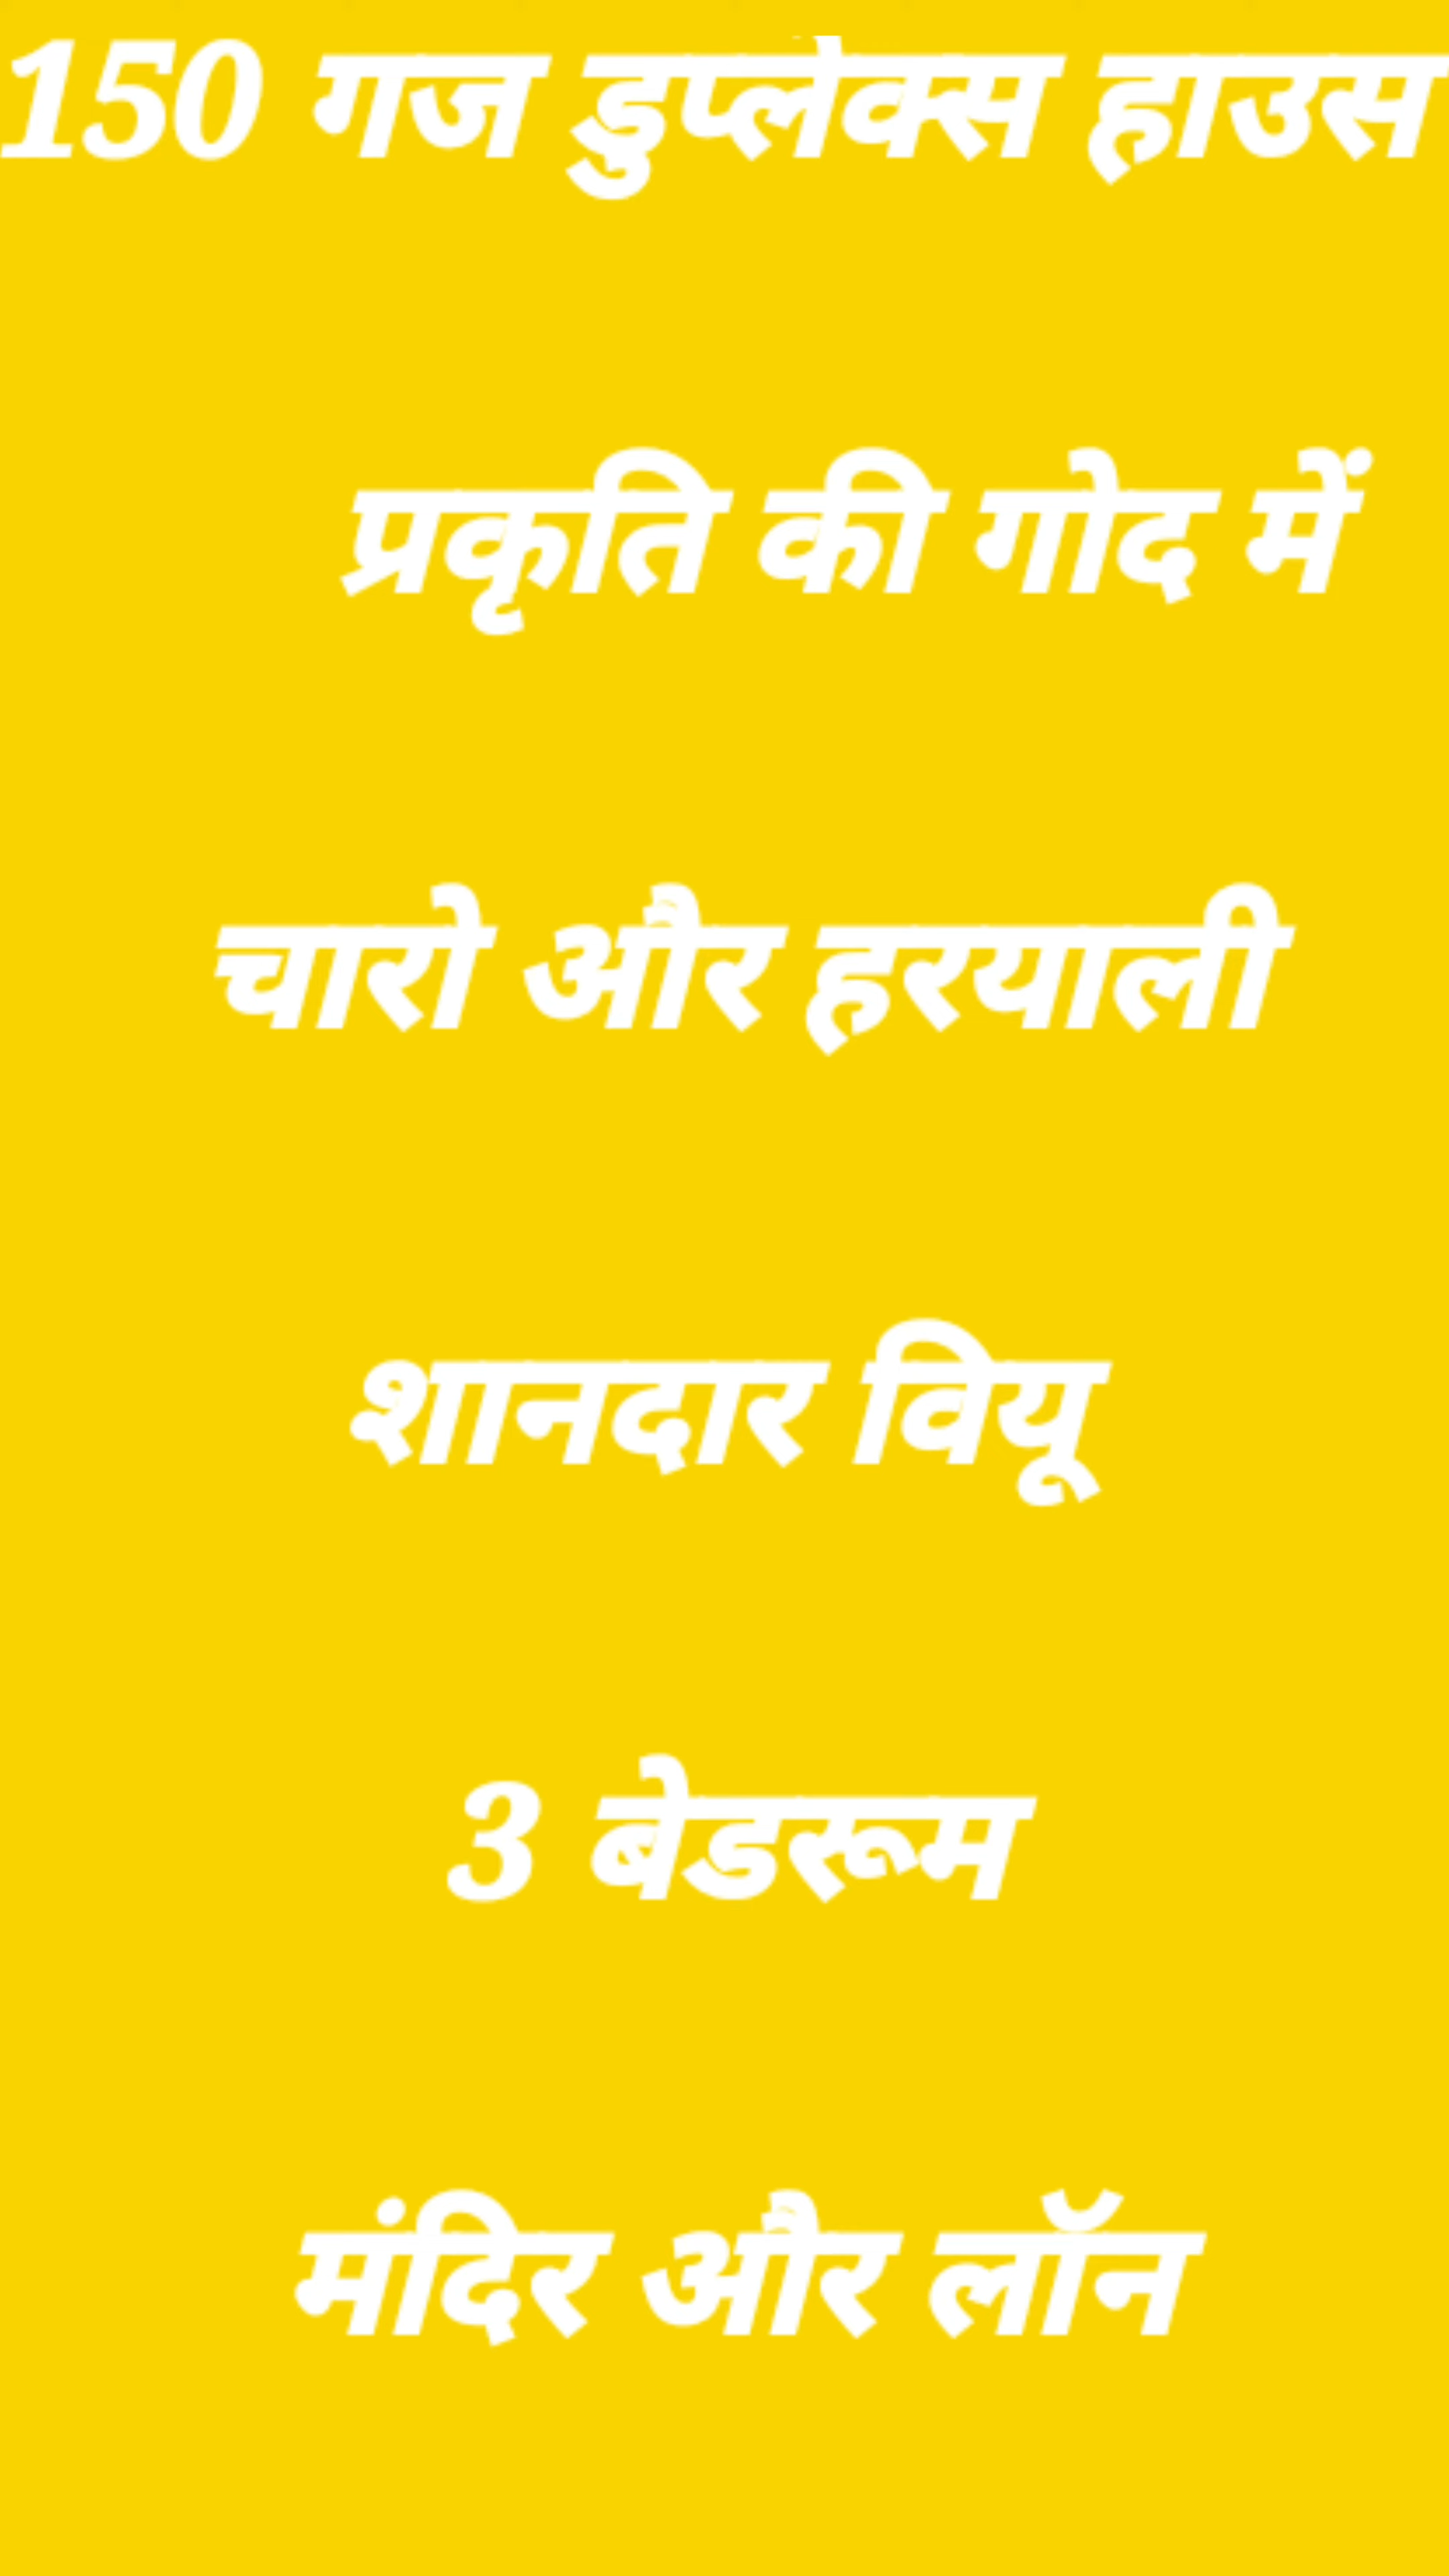 150 गज डुप्लेक्स हाउस
प्रकृति की गोद में
चारो और हरयाली
शानदार वियू
3 बेडरूम
मंदिर और लॉन